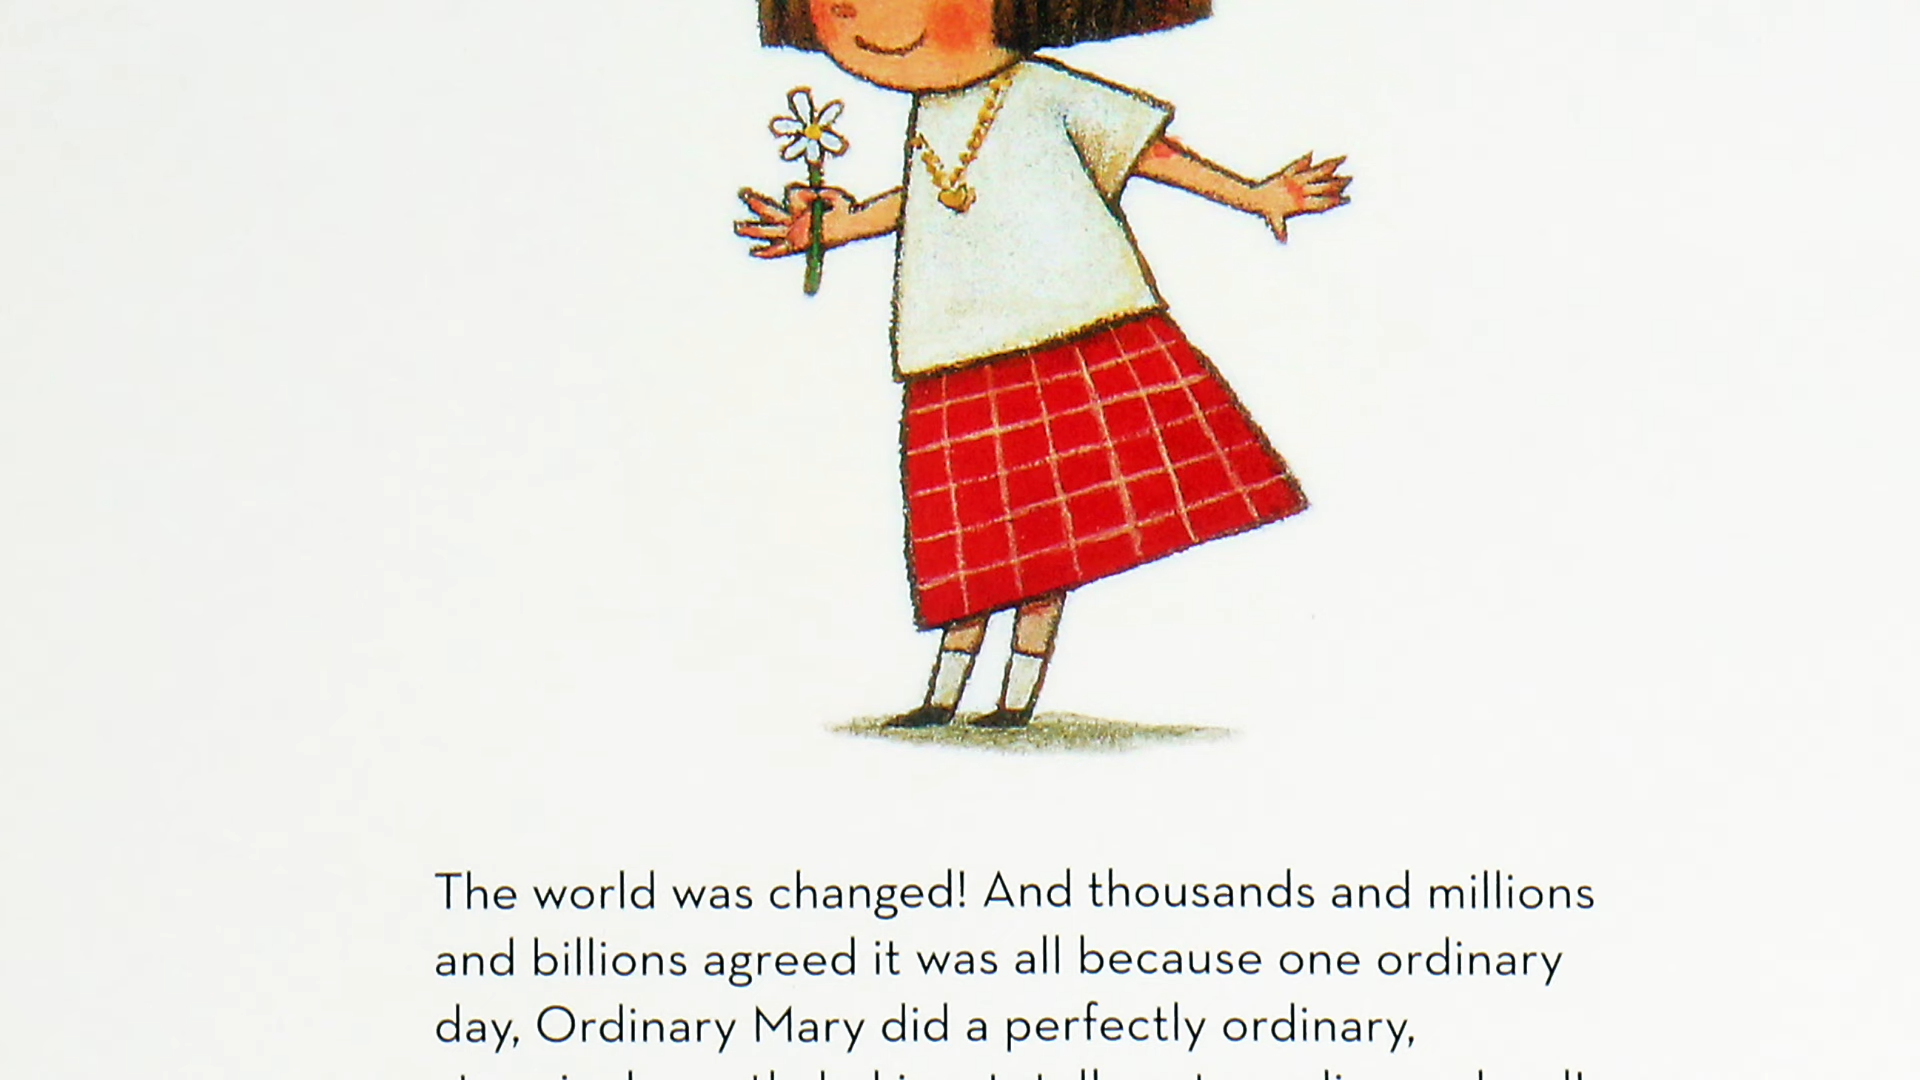 The world was changed! And thousands and millions
and billions agreed it was all because one ordinary
day, Ordinary Mary did a perfectly ordinary,